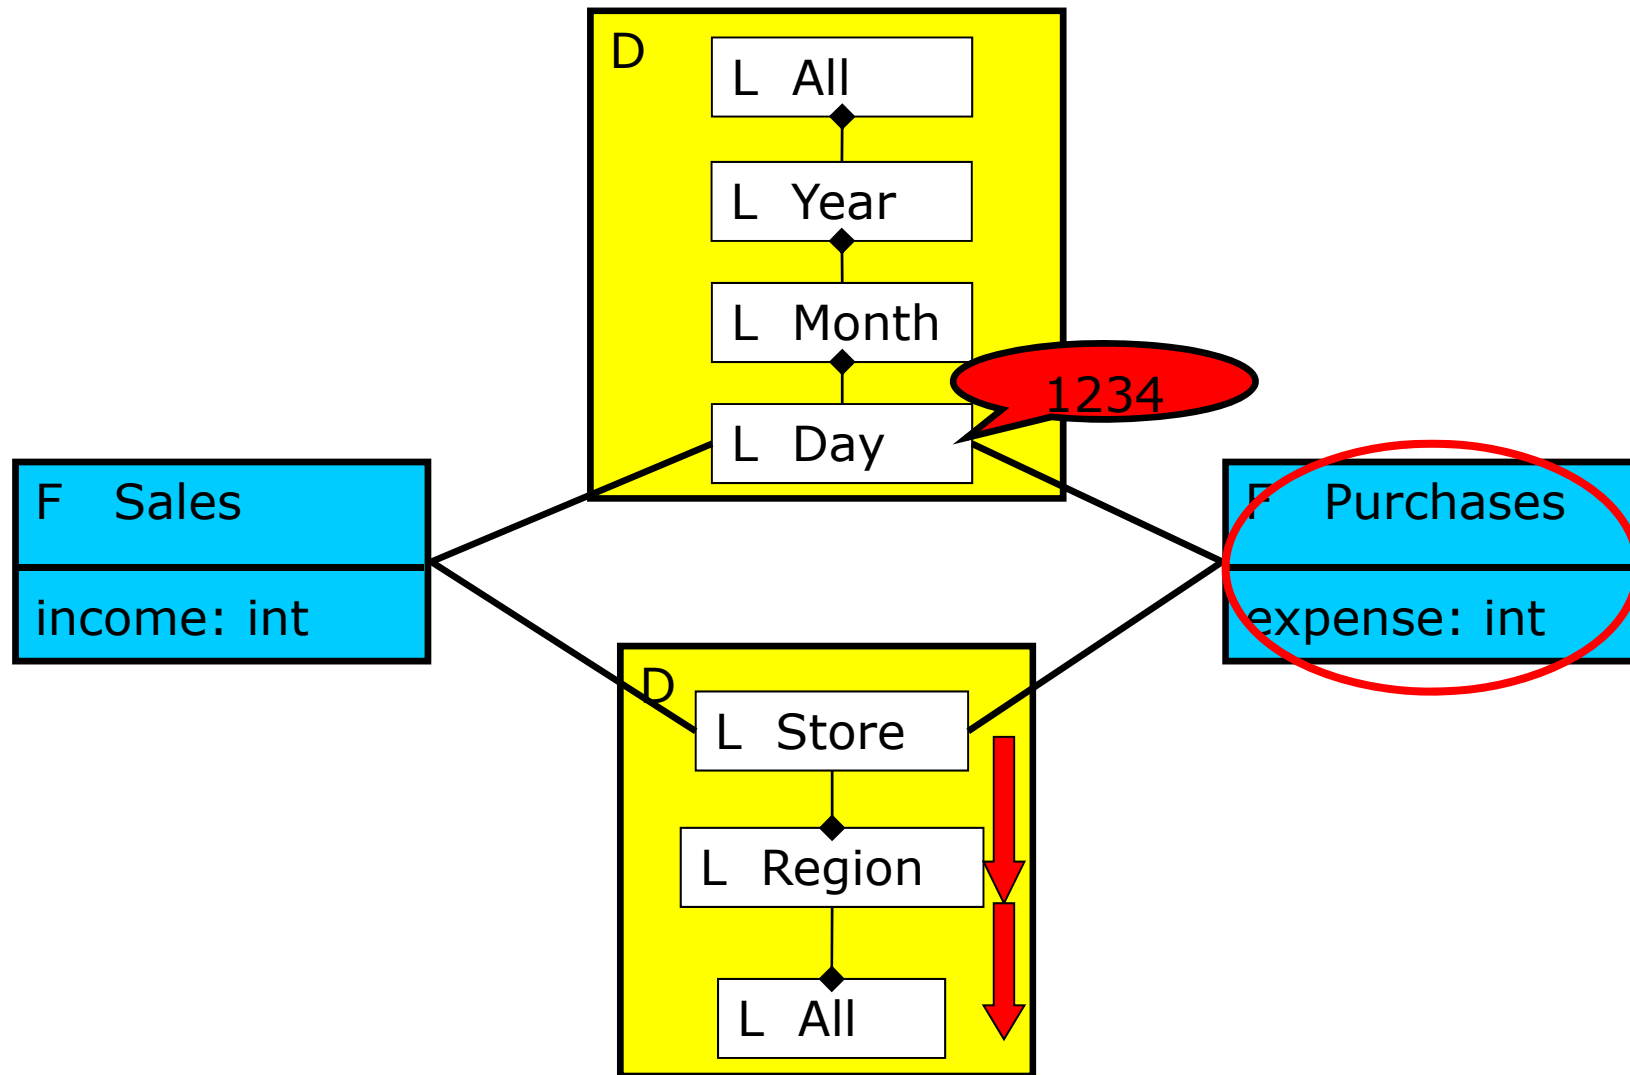 D
L All
L Year
L Month
1234
L Day
F Sales
income: int
F Purchases
expense: int
D
L Store
L Region
L All